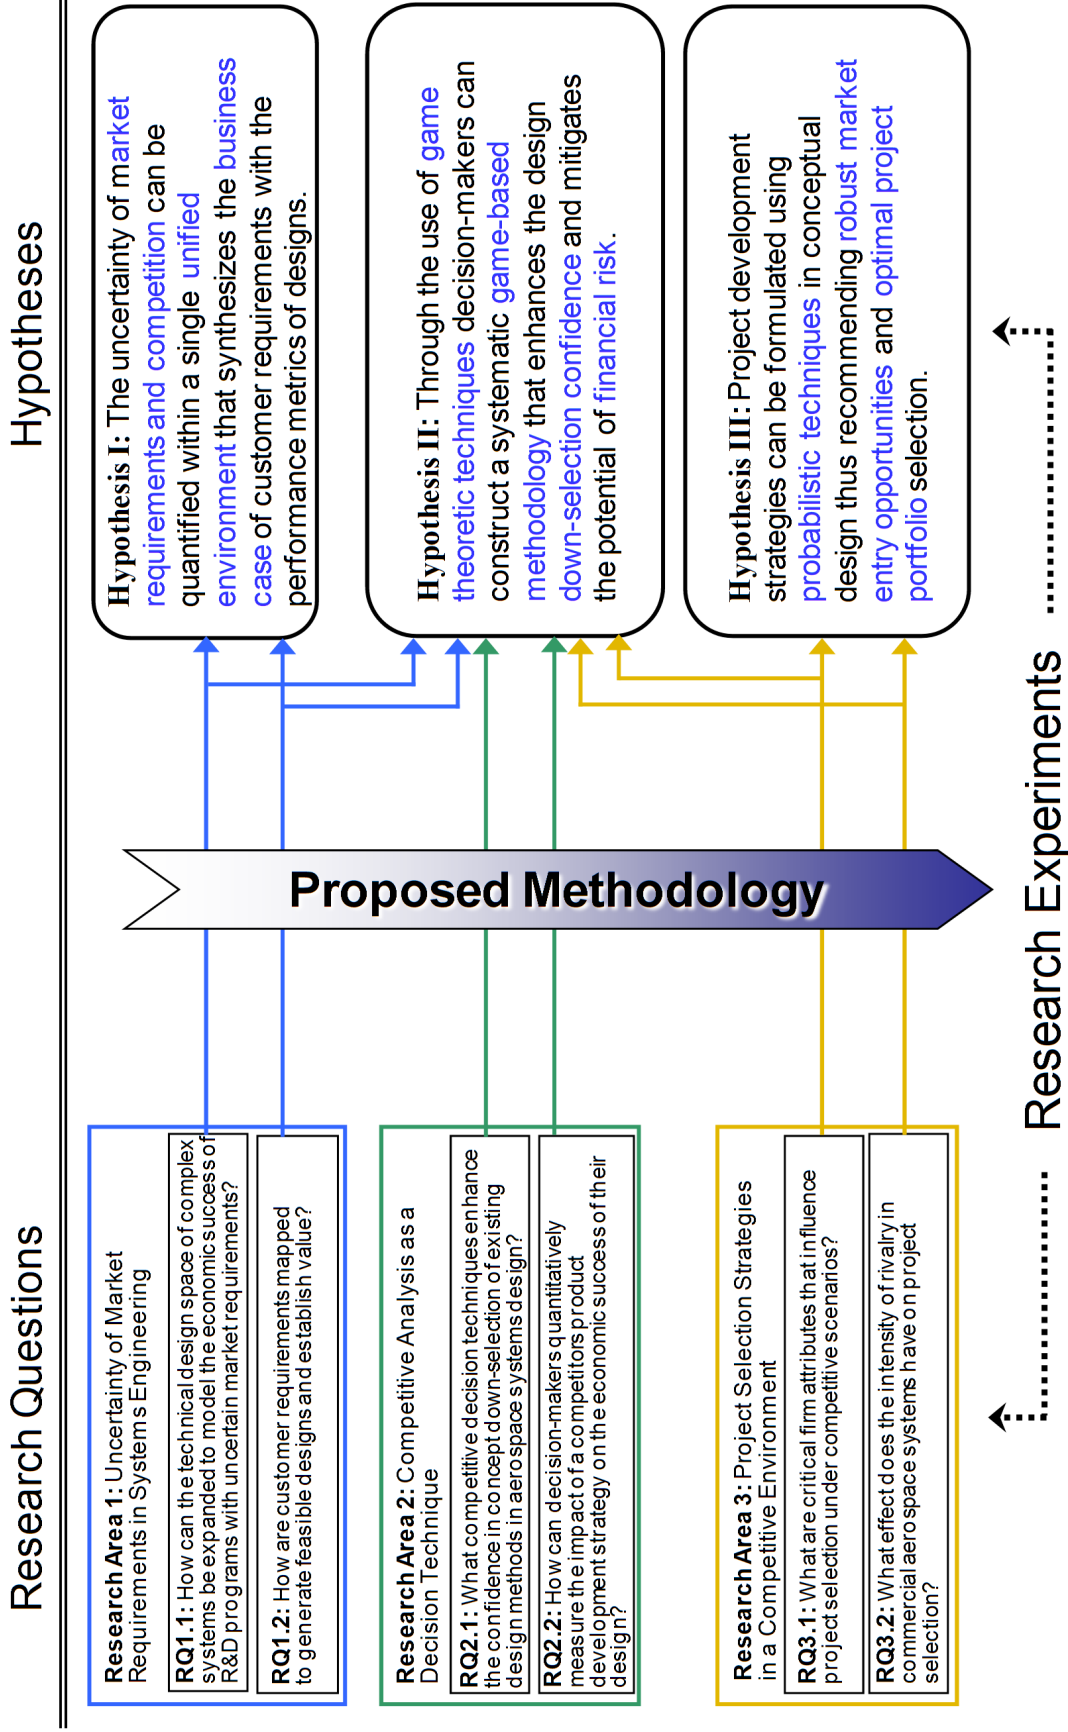 Research Questions
Hypotheses
Research Area 1: Uncertainty of Market
Requirements in Systems Engineering
RQ1.1: How can the technical design space of complex
systems be expanded to model the economic success of
R&D programs with uncertain market requirements?
RQ1.2: How are customer requirements mapped
to generate feasible designs and establish value?
Research Area 2: Competitive Analysis as a
Decision Technique
RQ2.1: What competitive decision techniques enhance
the confidence in concept down-selection of existing
design methods in aerospace systems design?
RQ2.2: How can decision-makers quantitatively
measure the impact of a competitors product
development strategy on the economic success of their
design?
Research Area 3: Project Selection Strategies
in a Competitive Environment
RQ3.1: What are critical firm attributes that influence
project selection under competitive scenarios?
RQ3.2: What effect does the intensity of rivalry in
commercial aerospace systems have on project
selection?
Proposed Methodology
Hypothesis I: The uncertainty of market
requirements and competition can be
quantified within a single unified
environment that synthesizes the business
case of customer requirements with the
performance metrics of designs.
Hypothesis II: Through the use of game
theoretic techniques decision-makers can
construct a systematic game-based
methodology that enhances the design
down-selection confidence and mitigates
the potential of financial risk.
Hypothesis III: Project development
strategies can be formulated using
probabilistic techniques in conceptual
design thus recommending robust market
entry opportunities and optimal project
portfolio selection.
Research Experiments